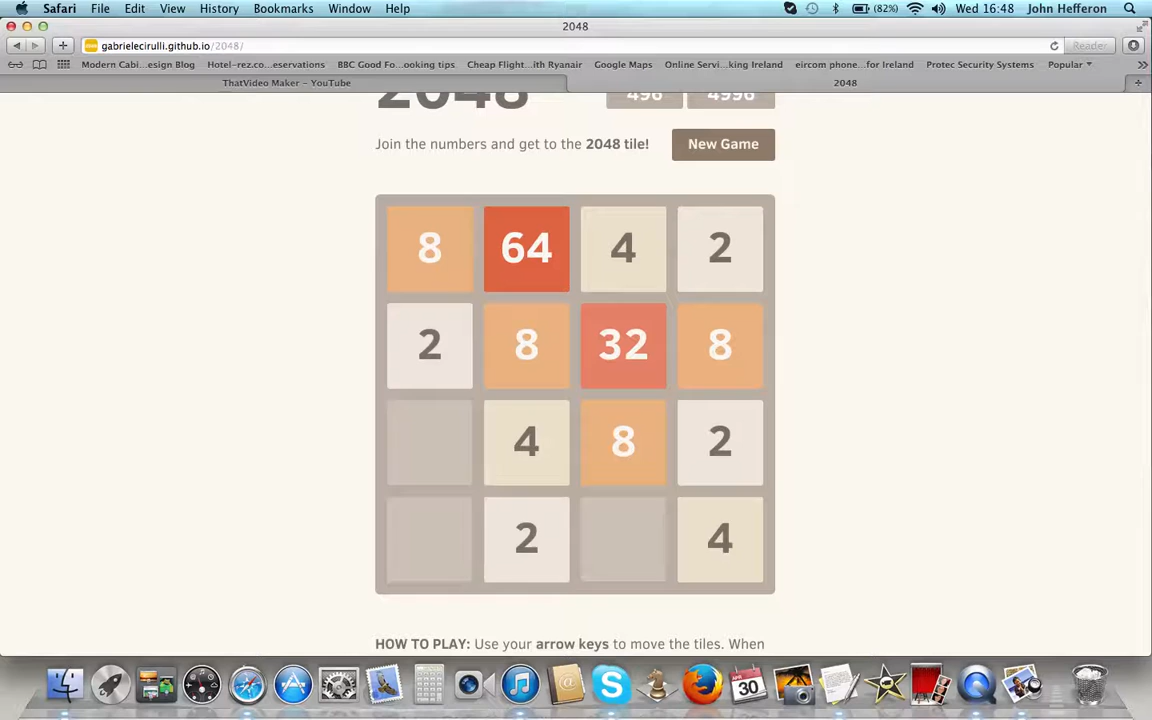 Safari File Edit View History Bookmarks Window Help (82%) Wed 16:48 John Hefferon
2048
gabrielecirulli.github.io/2048/ Reader
Modern Cabi...esign Blog Hotel-rez.co...eservations BBC Good Fo...ooking tips Cheap Flight...ith Ryanair Google Maps Online Servi...king Ireland eircom phone...for Ireland Protec Security Systems Popular
ThatVideo Maker – YouTube 2048
2048 496 4996
Join the numbers and get to the 2048 tile! New Game
8 64 4 2
2 8 32 8
4 8 2
2 4
HOW TO PLAY: Use your arrow keys to move the tiles. When
30